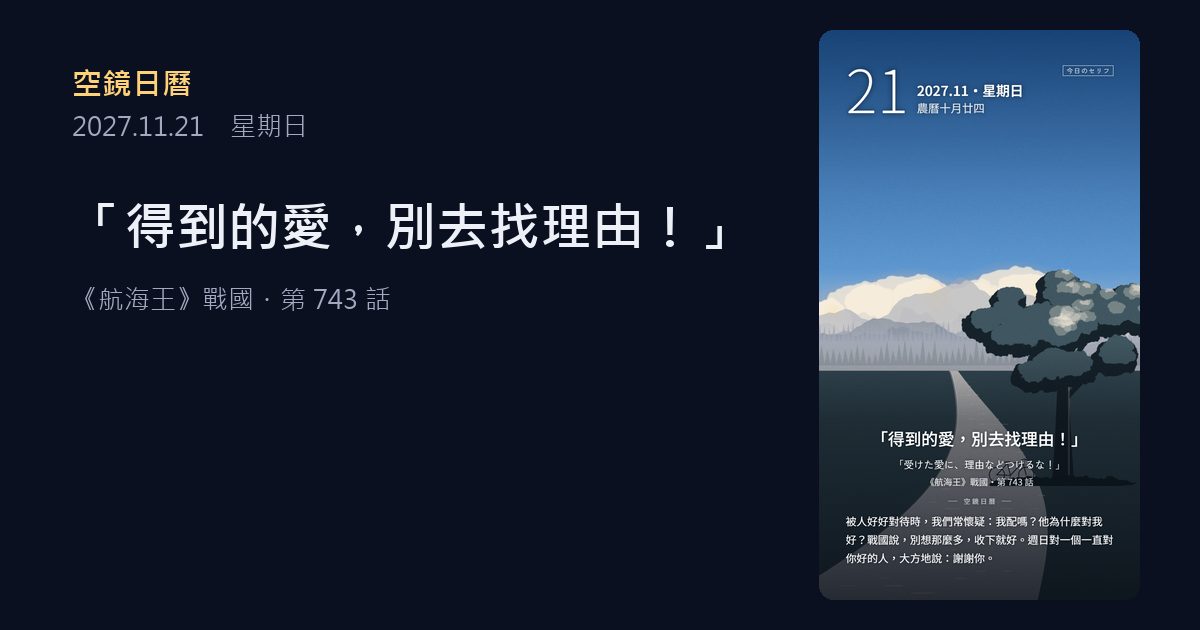 空鏡日曆
2027.11.21　星期日
「得到的愛，別去找理由！」
《航海王》戰國 · 第 743 話
21
2027.11・星期日
農曆十月廿四
今日のセリフ
「得到的愛，別去找理由！」
「受けた愛に、理由などつけるな！」
《航海王》戰國・第 743 話
— 空鏡日曆 —
被人好好對待時，我們常懷疑：我配嗎？他為什麼對我
好？戰國說，別想那麼多，收下就好。週日對一個一直對
你好的人，大方地說：謝謝你。